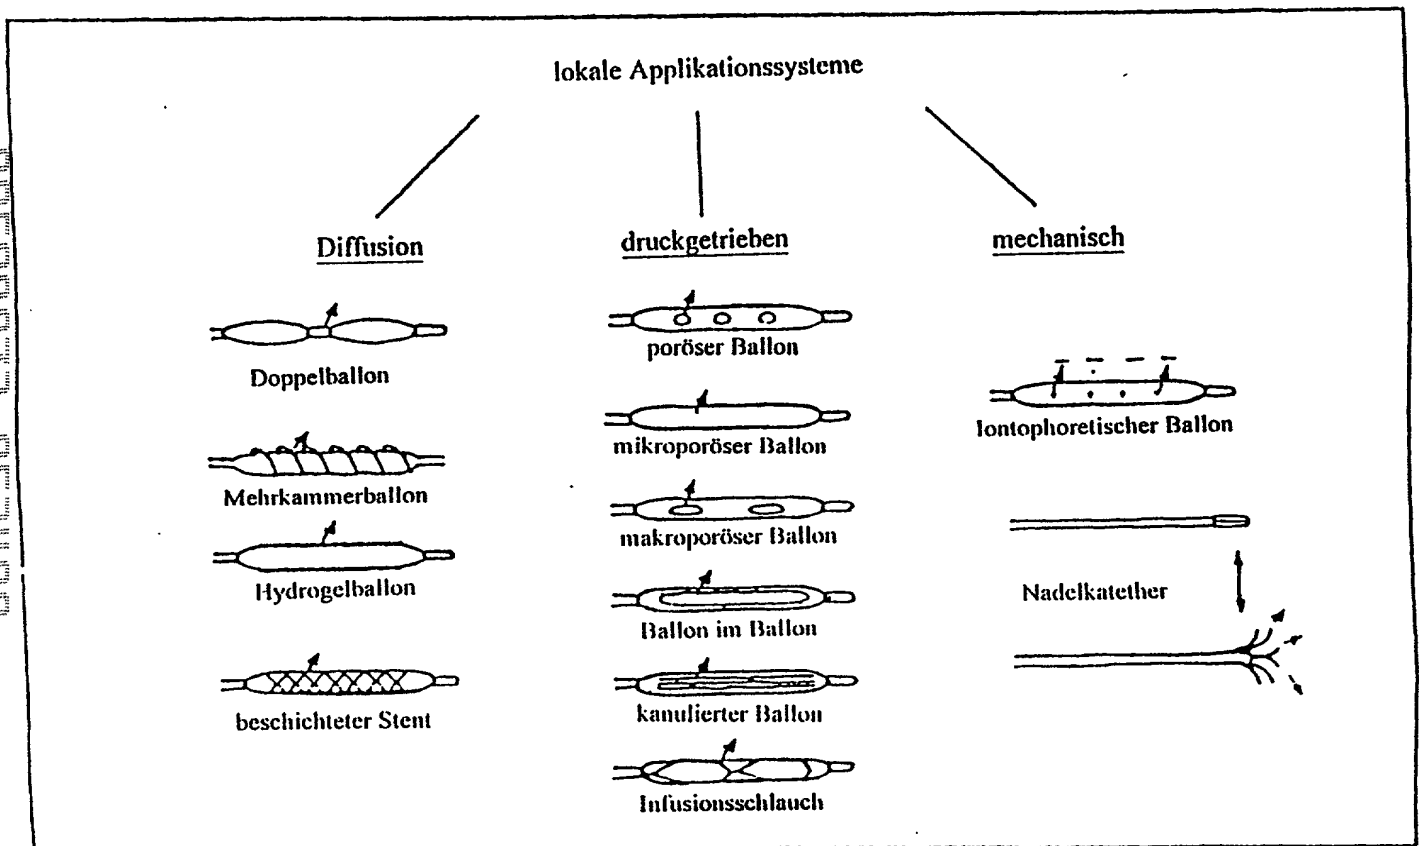 lokale Applikationssysteme
Diffusion
Doppelballon
Mehrkammerballon
Hydrogelballon
beschichteter Stent
druckgetrieben
poröser Ballon
mikroporöser Ballon
makroporöser Ballon
Ballon im Ballon
kanulierter Ballon
Infusionsschlauch
mechanisch
Iontophoretischer Ballon
Nadelkatether